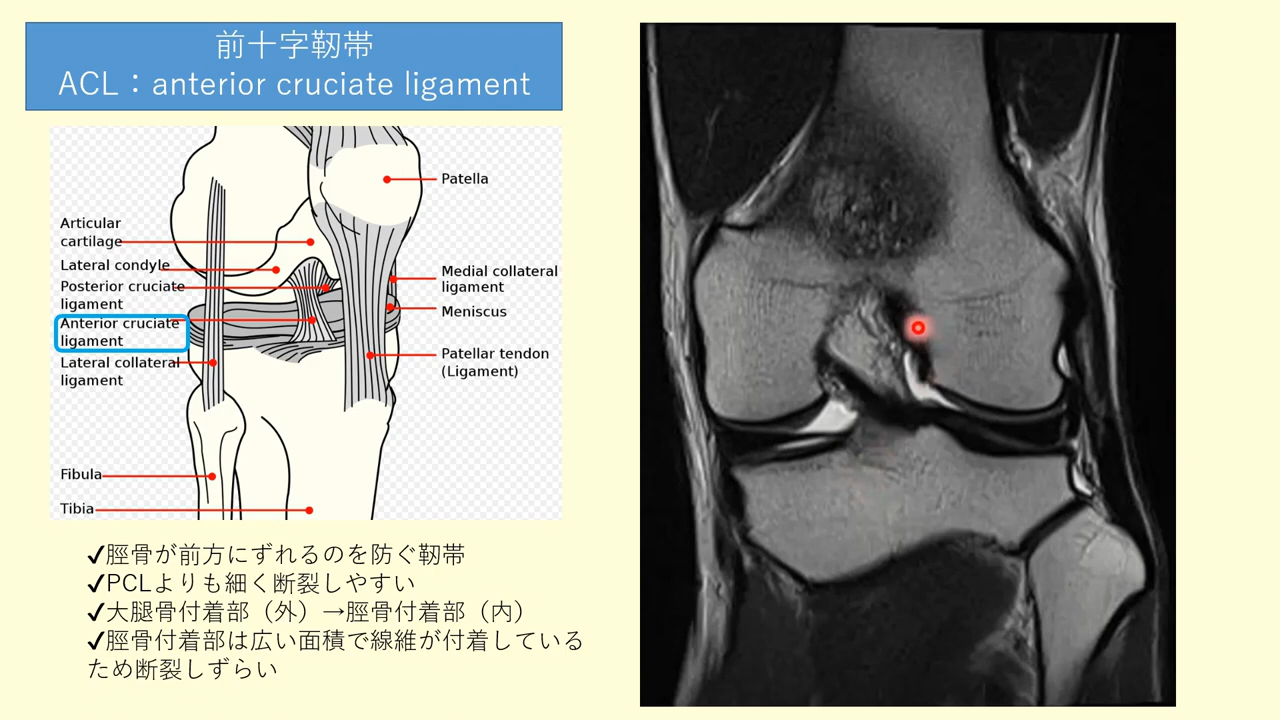 前十字靭帯
ACL：anterior cruciate ligament
Patella
Articular
cartilage
Lateral condyle
Posterior cruciate
ligament
Anterior cruciate
ligament
Lateral collateral
ligament
Medial collateral
ligament
Meniscus
Patellar tendon
(Ligament)
Fibula
Tibia
✓脛骨が前方にずれるのを防ぐ靭帯
✓PCLよりも細く断裂しやすい
✓大腿骨付着部（外）→脛骨付着部（内）
✓脛骨付着部は広い面積で線維が付着している
ため断裂しずらい